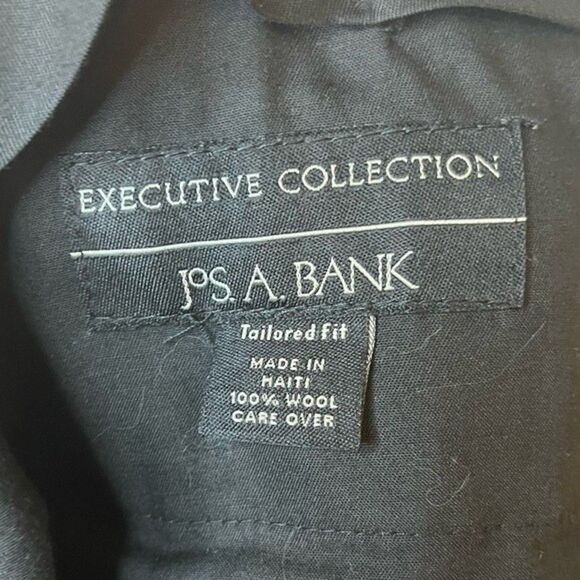 EXECUTIVE COLLECTION
JOS. A. BANK
Tailored Fit
MADE IN
HAITI
100% WOOL
CARE OVER